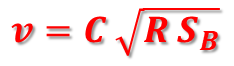 v = C √(R S_B)